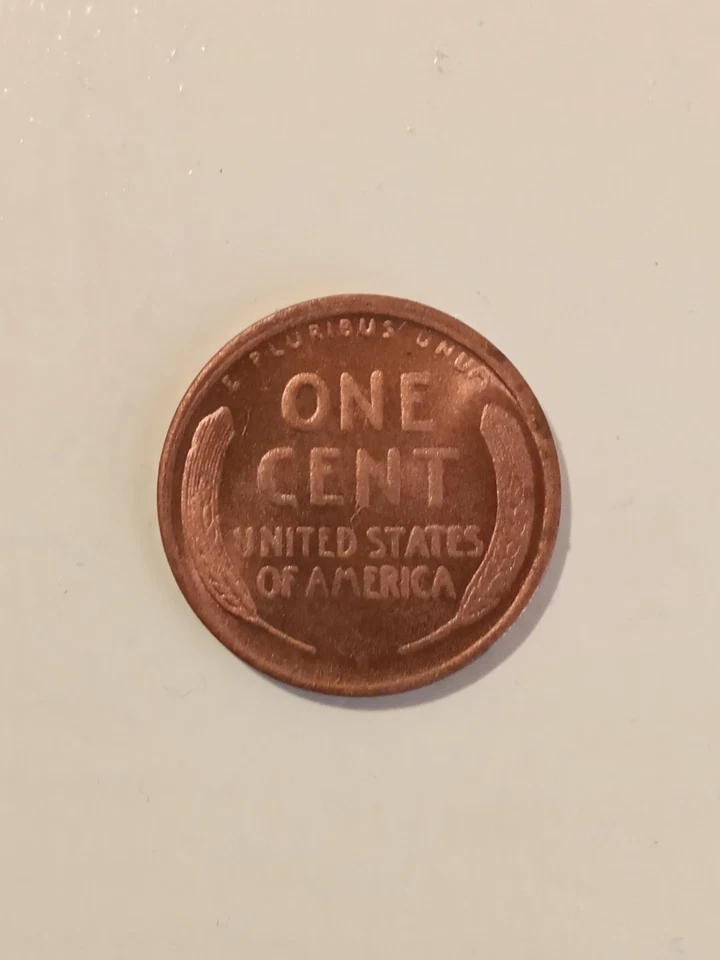 E PLURIBUS UNUM
ONE
CENT
UNITED STATES
OF AMERICA